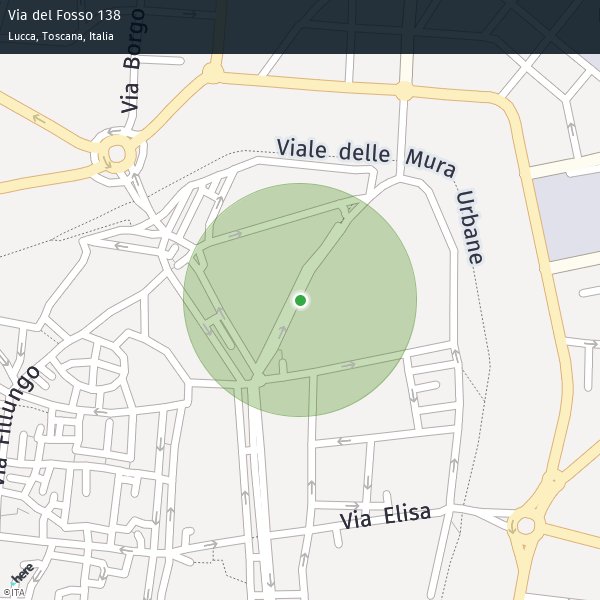 Via del Fosso 138
Lucca, Toscana, Italia
Via Borgo
Viale delle Mura Urbane
Via Fillungo
Via Elisa
here
©ITA